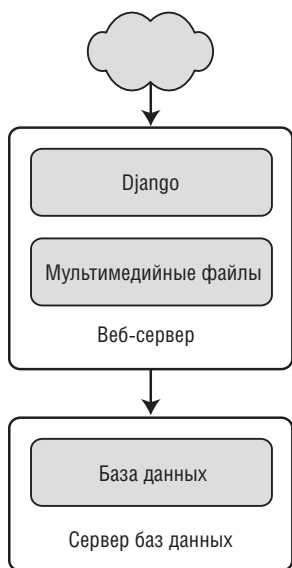 Django
Мультимедийные файлы
Веб-сервер
База данных
Сервер баз данных